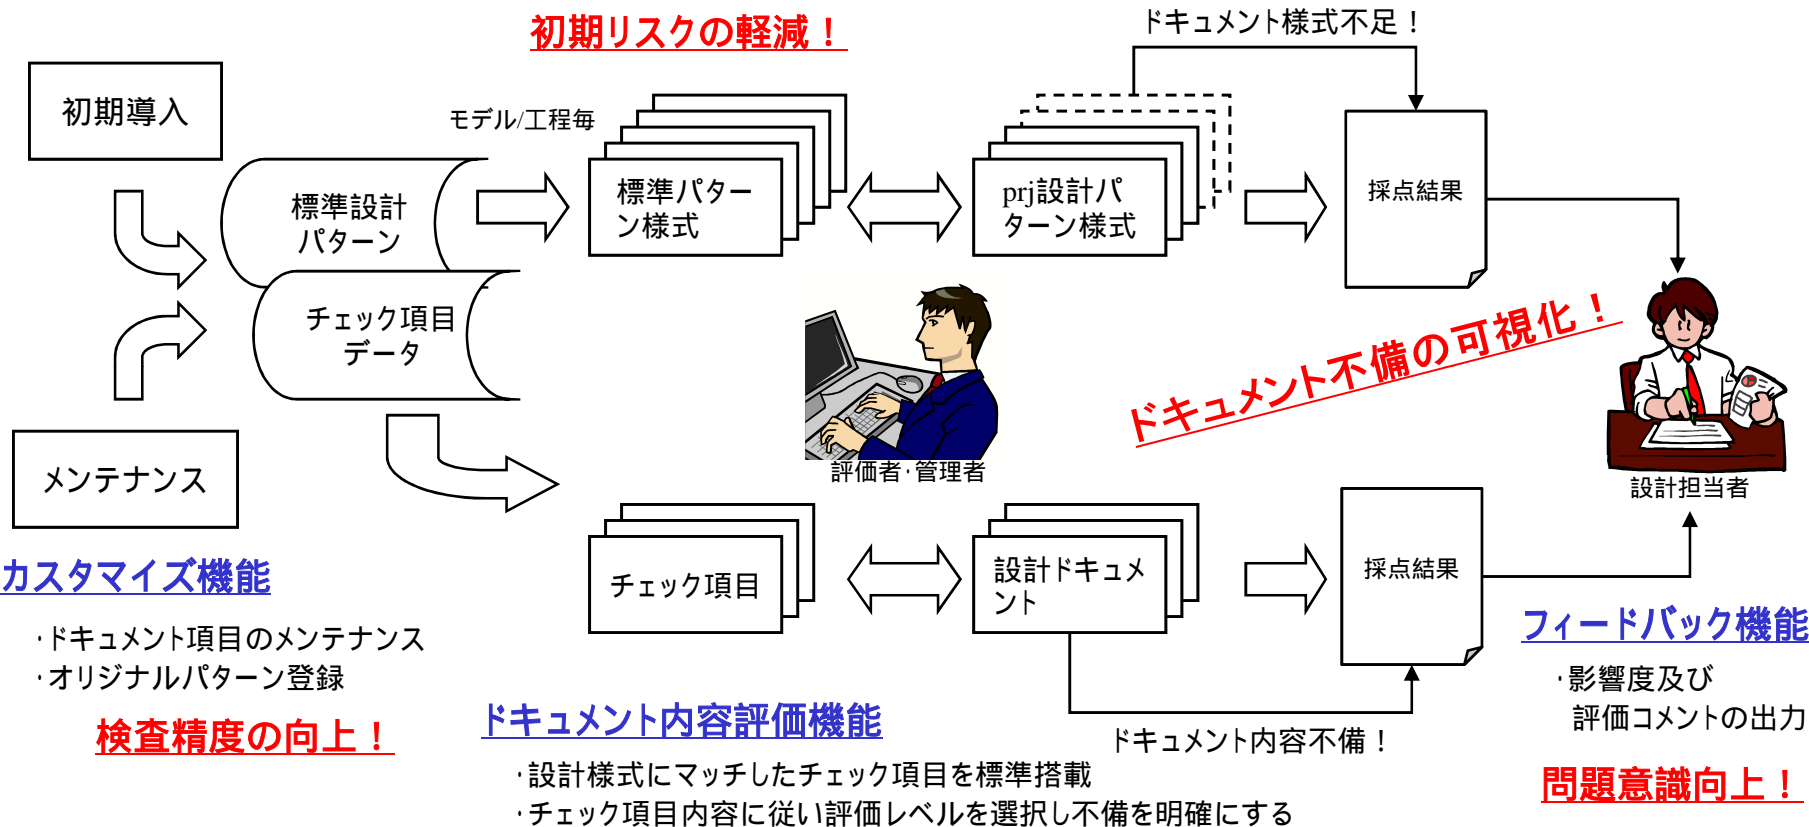 初期リスクの軽減！
ドキュメント様式不足！
初期導入
モデル/工程毎
標準設計
パターン
標準パター
ン様式
prj設計パ
ターン様式
採点結果
チェック項目
データ
ドキュメント不備の可視化！
評価者・管理者
設計担当者
メンテナンス
チェック項目
設計ドキュメ
ント
採点結果
カスタマイズ機能
・ドキュメント項目のメンテナンス
・オリジナルパターン登録
検査精度の向上！
ドキュメント内容評価機能
ドキュメント内容不備！
・設計様式にマッチしたチェック項目を標準搭載
・チェック項目内容に従い評価レベルを選択し不備を明確にする
フィードバック機能
・影響度及び
評価コメントの出力
問題意識向上！